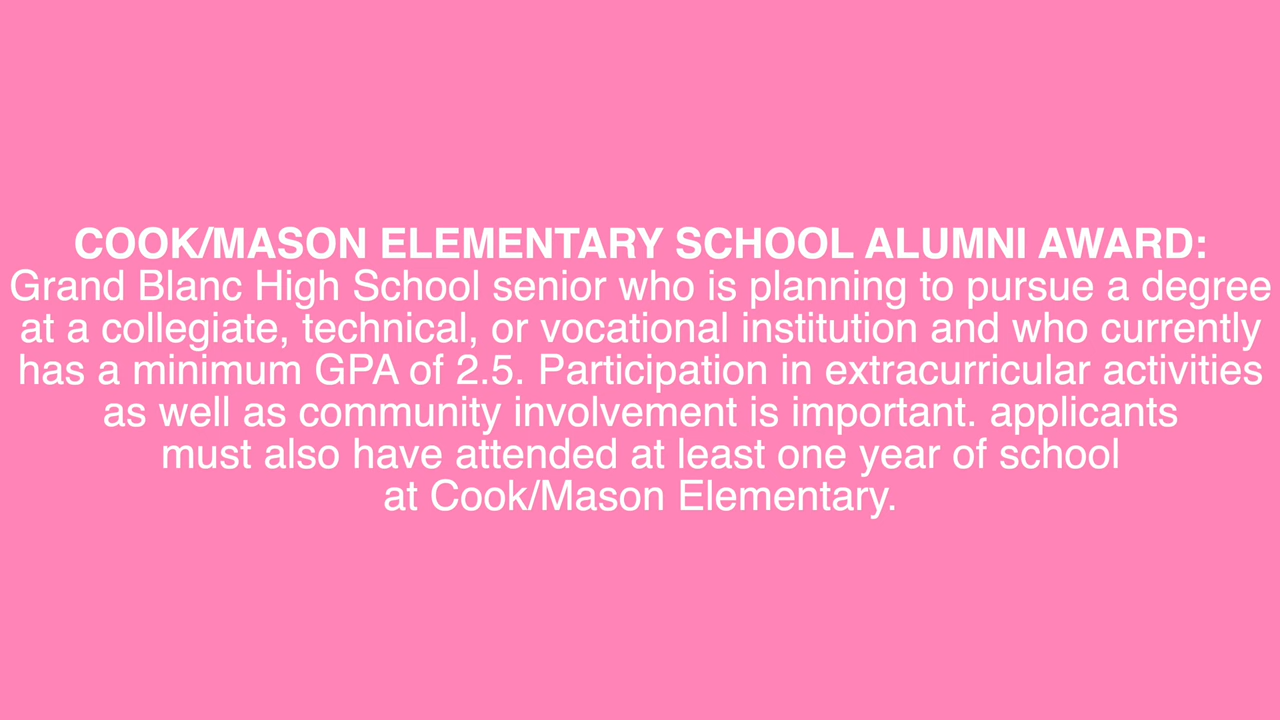 COOK/MASON ELEMENTARY SCHOOL ALUMNI AWARD:
Grand Blanc High School senior who is planning to pursue a degree
at a collegiate, technical, or vocational institution and who currently
has a minimum GPA of 2.5. Participation in extracurricular activities
as well as community involvement is important. applicants
must also have attended at least one year of school
at Cook/Mason Elementary.